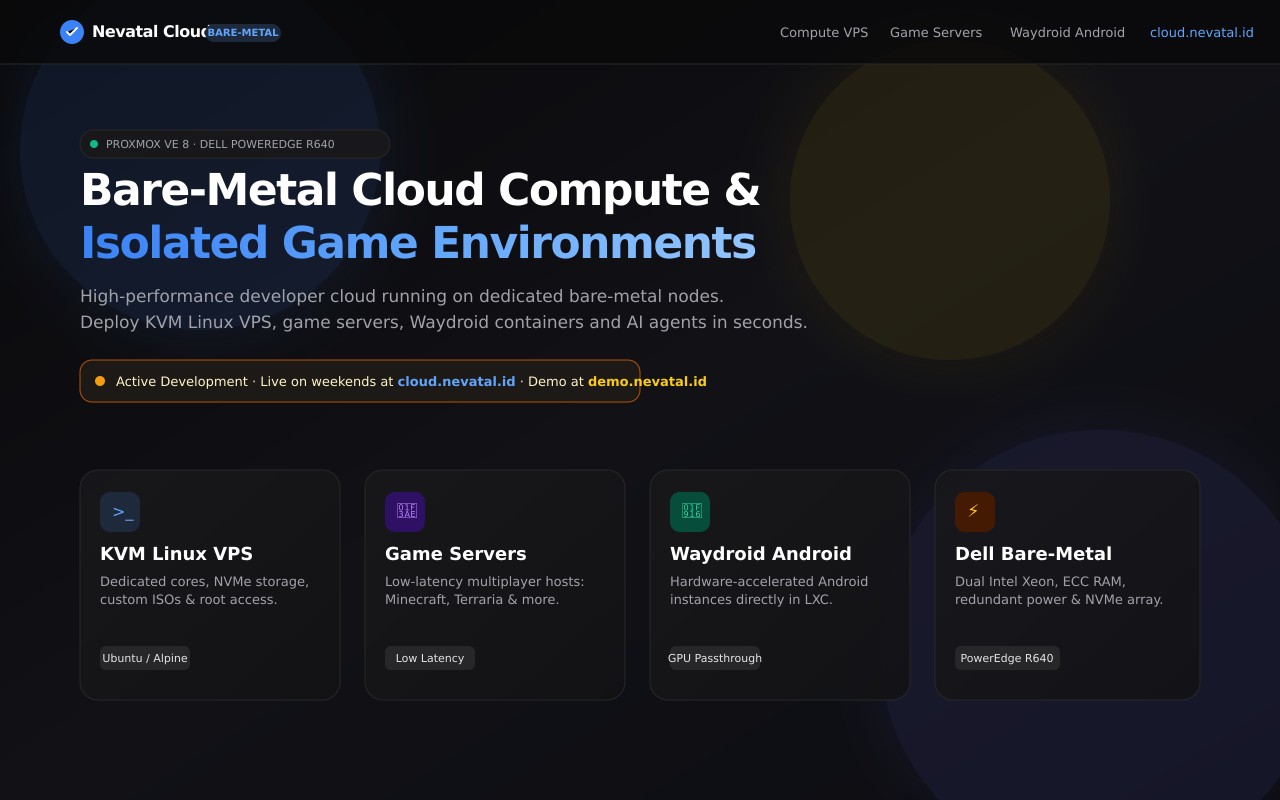 Nevatal Cloud BARE-METAL
Compute VPS Game Servers Waydroid Android cloud.nevatal.id
PROXMOX VE 8 · DELL POWEREDGE R640
Bare-Metal Cloud Compute &
Isolated Game Environments
High-performance developer cloud running on dedicated bare-metal nodes.
Deploy KVM Linux VPS, game servers, Waydroid containers and AI agents in seconds.
Active Development · Live on weekends at cloud.nevatal.id · Demo at demo.nevatal.id
>_
KVM Linux VPS
Dedicated cores, NVMe storage,
custom ISOs & root access.
Ubuntu / Alpine
Game Servers
Low-latency multiplayer hosts:
Minecraft, Terraria & more.
Low Latency
Waydroid Android
Hardware-accelerated Android
instances directly in LXC.
GPU Passthrough
⚡
Dell Bare-Metal
Dual Intel Xeon, ECC RAM,
redundant power & NVMe array.
PowerEdge R640